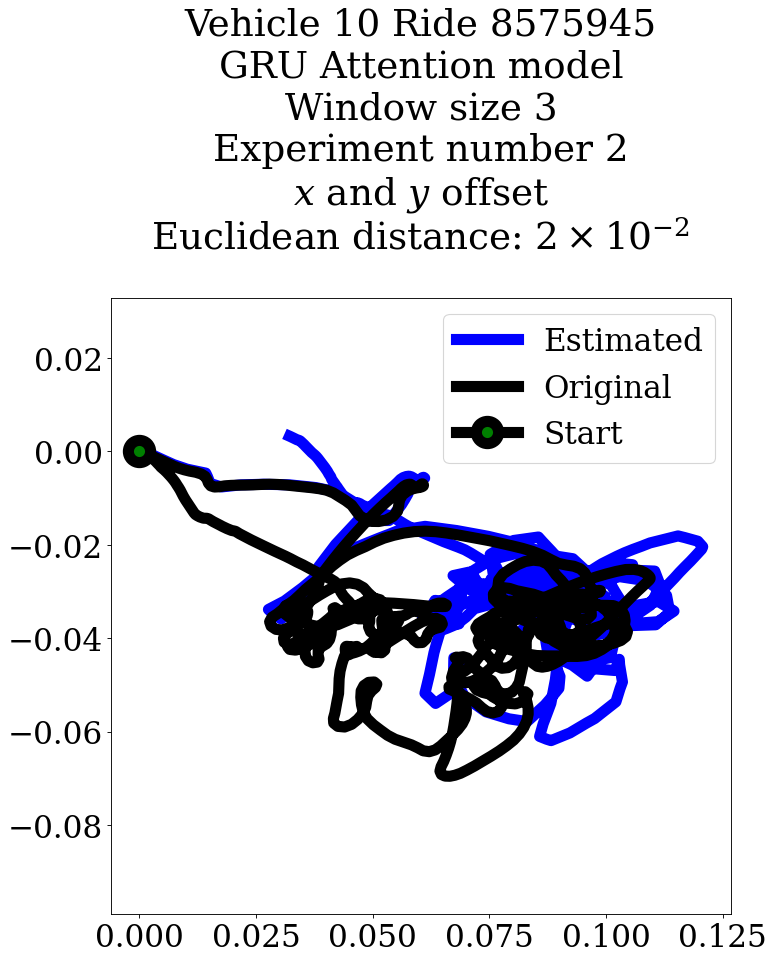 Vehicle 10 Ride 8575945
GRU Attention model
Window size 3
Experiment number 2
x and y offset
Euclidean distance: 2 × 10⁻²
Estimated
Original
Start
0.02
0.00
−0.02
−0.04
−0.06
−0.08
0.000 0.025 0.050 0.075 0.100 0.125